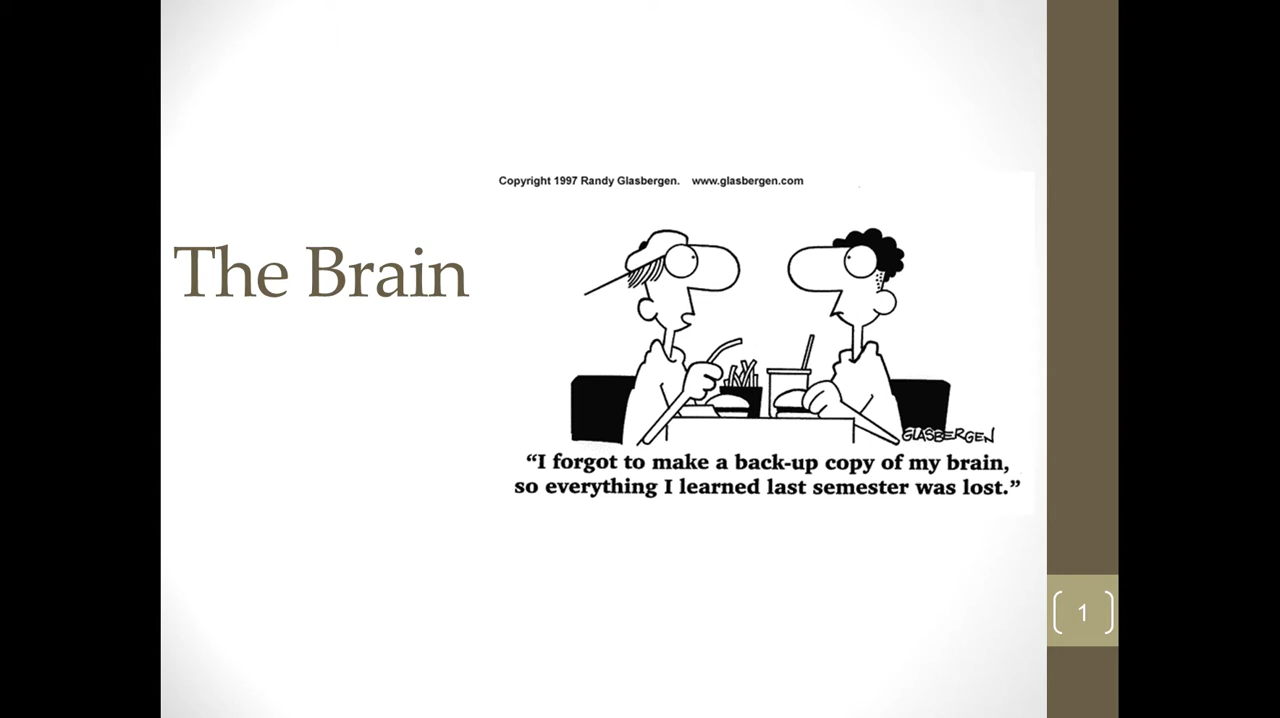 Copyright 1997 Randy Glasbergen. www.glasbergen.com
The Brain
GLASBERGEN
“I forgot to make a back-up copy of my brain,
so everything I learned last semester was lost.”
1